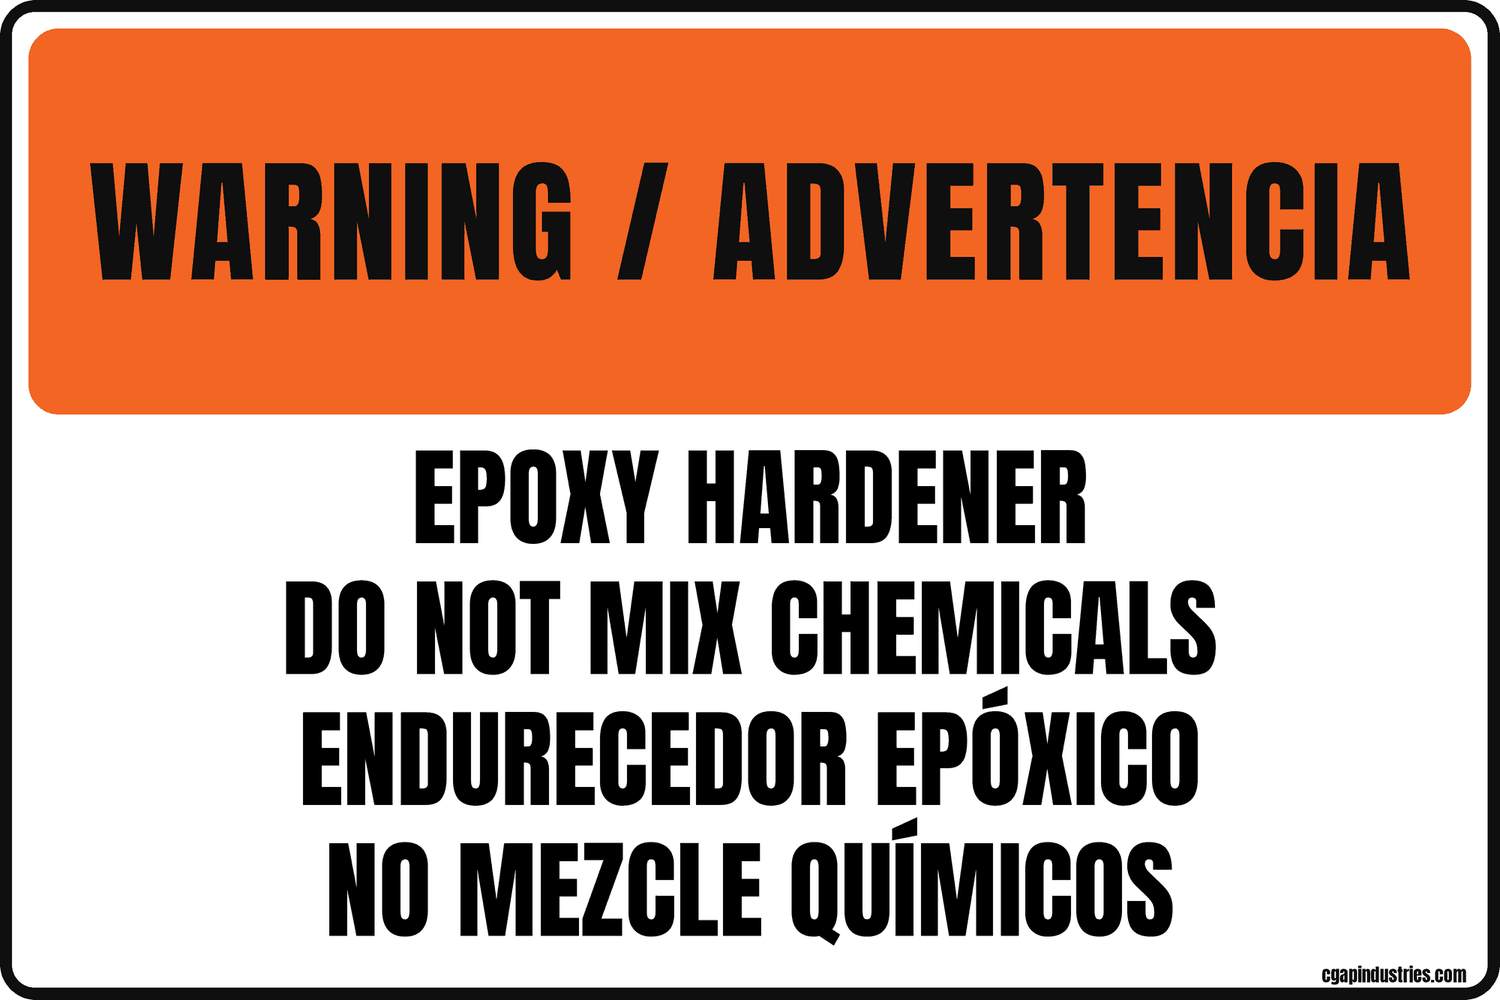 WARNING / ADVERTENCIA
EPOXY HARDENER
DO NOT MIX CHEMICALS
ENDURECEDOR EPÓXICO
NO MEZCLE QUÍMICOS
cgapindustries.com